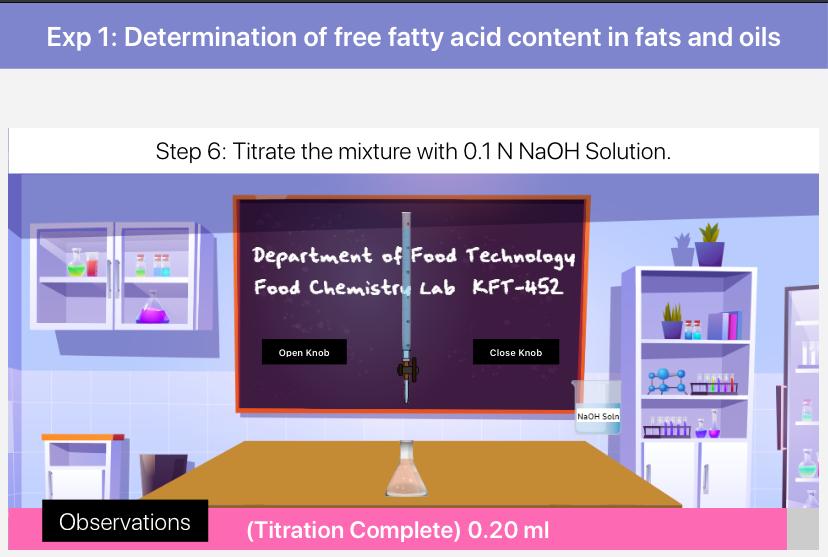 Exp 1: Determination of free fatty acid content in fats and oils
Step 6: Titrate the mixture with 0.1 N NaOH Solution.
Department of Food Technology
Food Chemistry Lab KFT-452
Open Knob
Close Knob
NaOH Soln
Observations
(Titration Complete) 0.20 ml